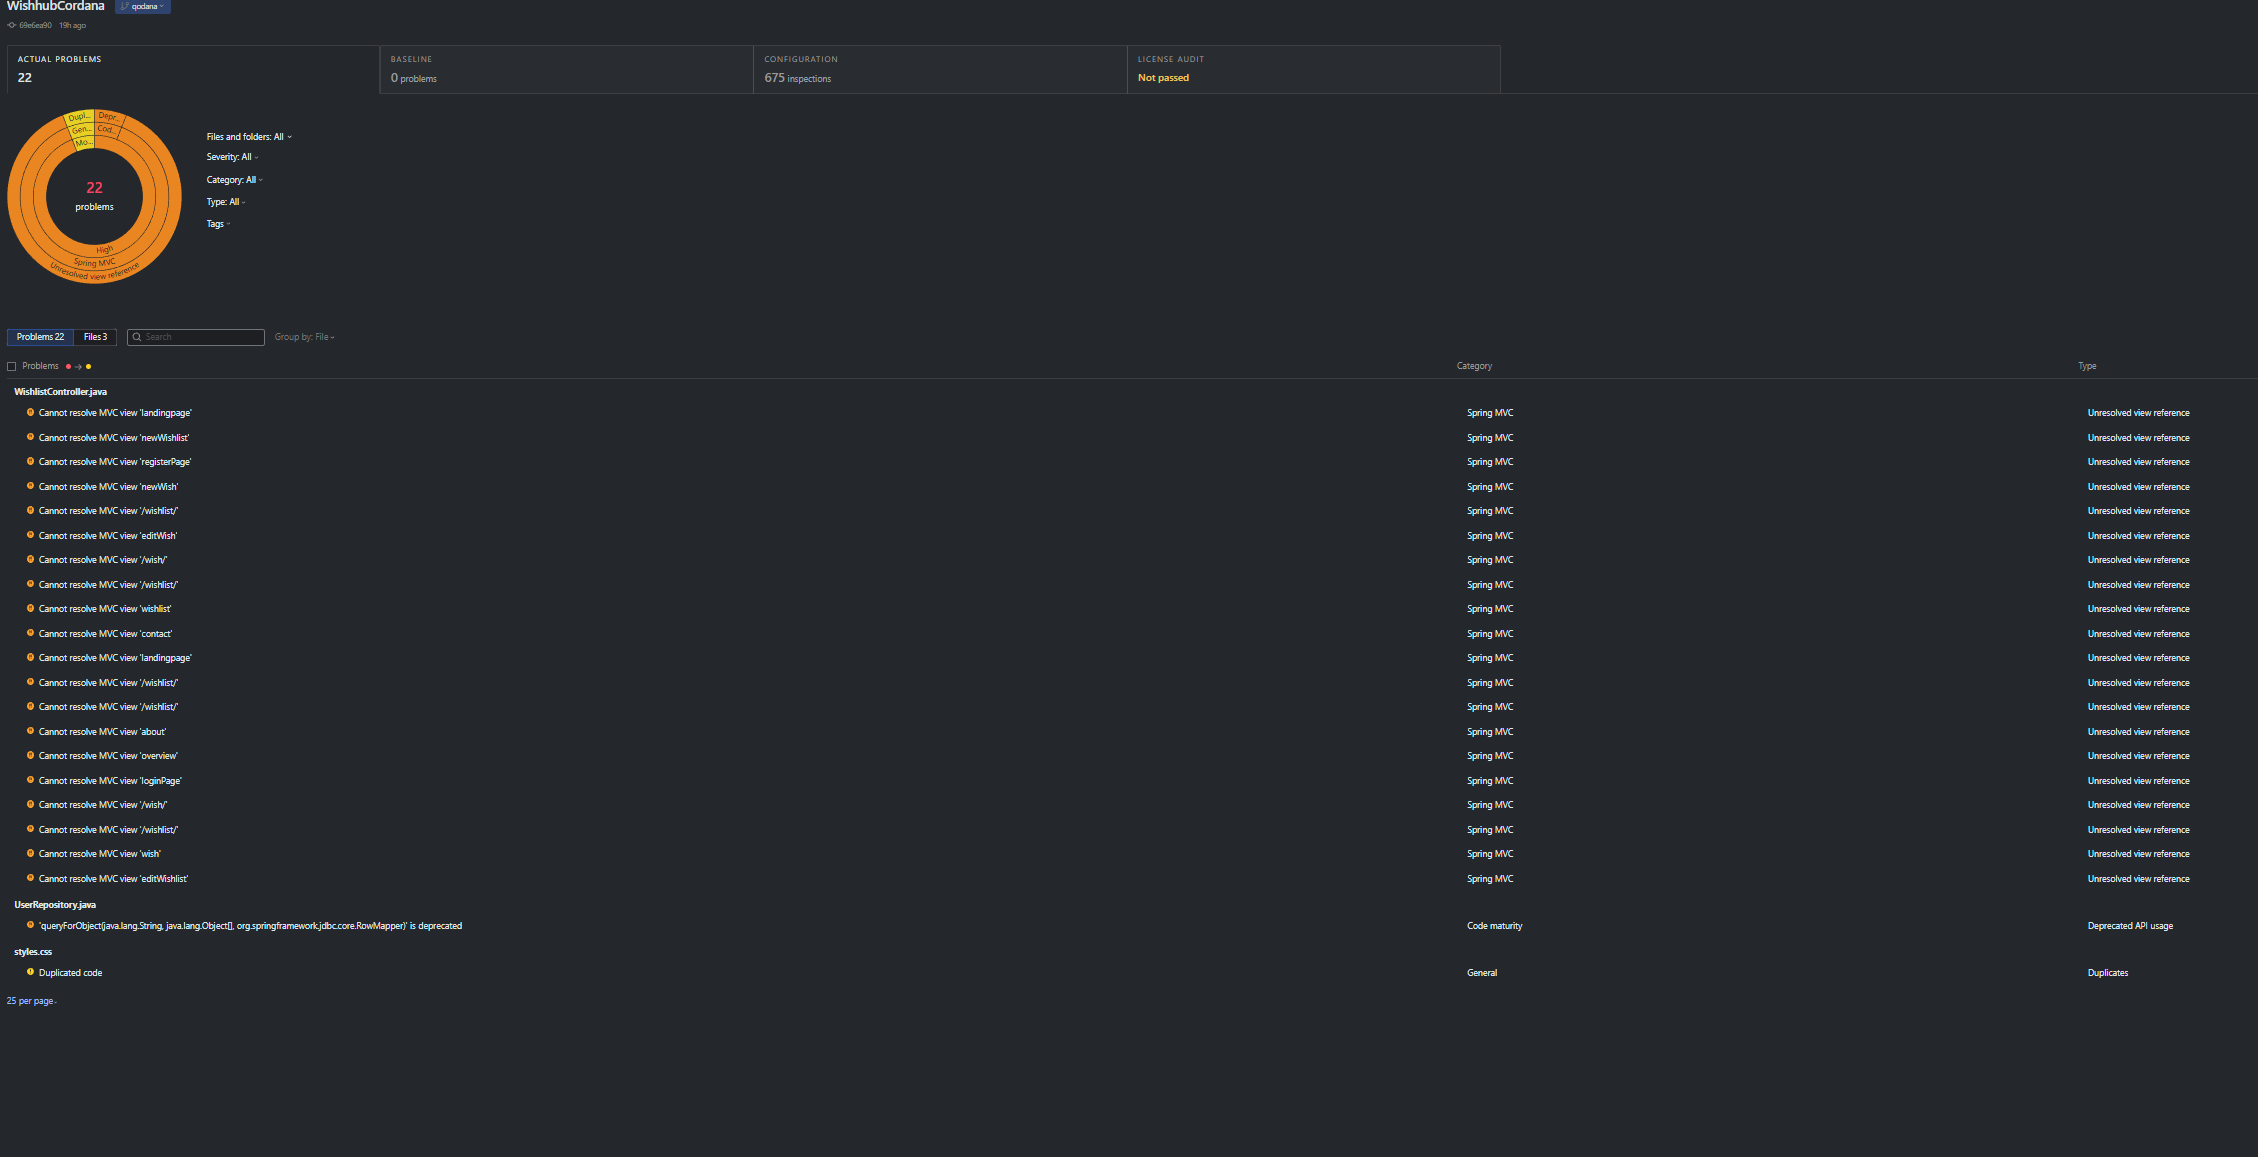 WishhubCordana qodana
69e6ea90 19h ago
ACTUAL PROBLEMS
22
BASELINE
0 problems
CONFIGURATION
675 inspections
LICENSE AUDIT
Not passed
Dupl... Depr...
Gen... Cod...
Mo...
22
problems
High
Spring MVC
Unresolved view reference
Files and folders: All
Severity: All
Category: All
Type: All
Tags
Problems 22 Files 3 Search Group by: File
Problems Category Type
WishlistController.java
Cannot resolve MVC view 'landingpage' Spring MVC Unresolved view reference
Cannot resolve MVC view 'newWishlist' Spring MVC Unresolved view reference
Cannot resolve MVC view 'registerPage' Spring MVC Unresolved view reference
Cannot resolve MVC view 'newWish' Spring MVC Unresolved view reference
Cannot resolve MVC view '/wishlist/' Spring MVC Unresolved view reference
Cannot resolve MVC view 'editWish' Spring MVC Unresolved view reference
Cannot resolve MVC view '/wish/' Spring MVC Unresolved view reference
Cannot resolve MVC view '/wishlist/' Spring MVC Unresolved view reference
Cannot resolve MVC view 'wishlist' Spring MVC Unresolved view reference
Cannot resolve MVC view 'contact' Spring MVC Unresolved view reference
Cannot resolve MVC view 'landingpage' Spring MVC Unresolved view reference
Cannot resolve MVC view '/wishlist/' Spring MVC Unresolved view reference
Cannot resolve MVC view '/wishlist/' Spring MVC Unresolved view reference
Cannot resolve MVC view 'about' Spring MVC Unresolved view reference
Cannot resolve MVC view 'overview' Spring MVC Unresolved view reference
Cannot resolve MVC view 'loginPage' Spring MVC Unresolved view reference
Cannot resolve MVC view '/wish/' Spring MVC Unresolved view reference
Cannot resolve MVC view '/wishlist/' Spring MVC Unresolved view reference
Cannot resolve MVC view 'wish' Spring MVC Unresolved view reference
Cannot resolve MVC view 'editWishlist' Spring MVC Unresolved view reference
UserRepository.java
'queryForObject(java.lang.String, java.lang.Object[], org.springframework.jdbc.core.RowMapper)' is deprecated Code maturity Deprecated API usage
styles.css
Duplicated code General Duplicates
25 per page